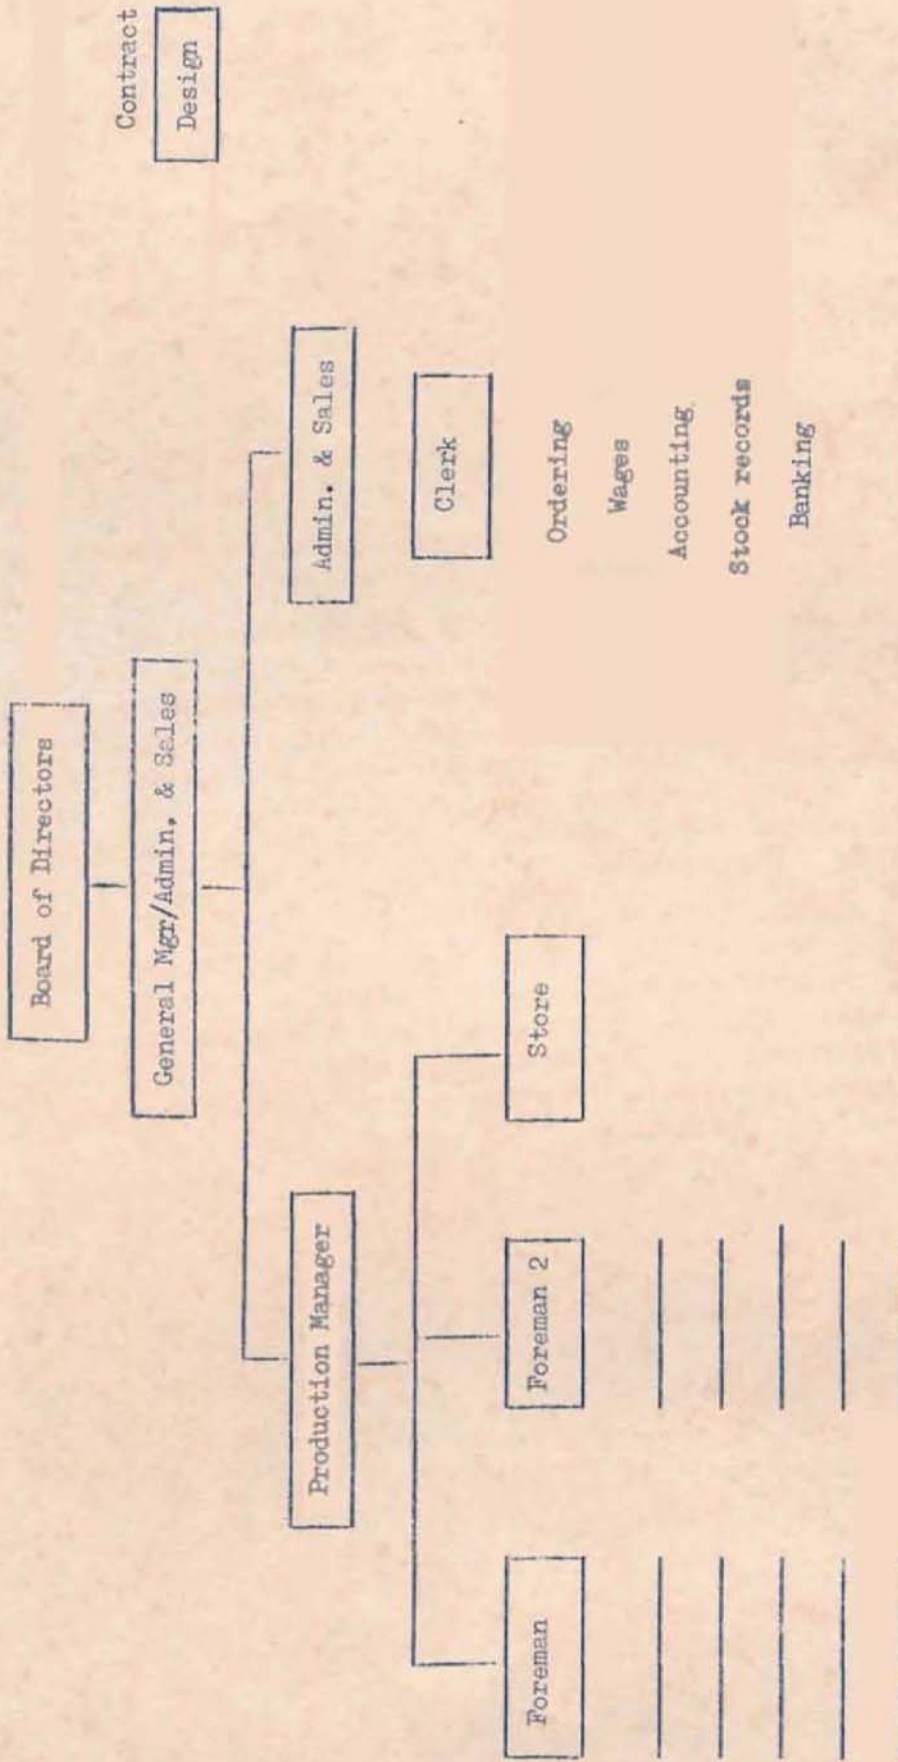 Contract
Board of Directors
Design
General Mgr/Admin. & Sales
Production Manager
Admin. & Sales
Clerk
Foreman
Foreman 2
Store
Ordering
Wages
Accounting
Stock records
Banking